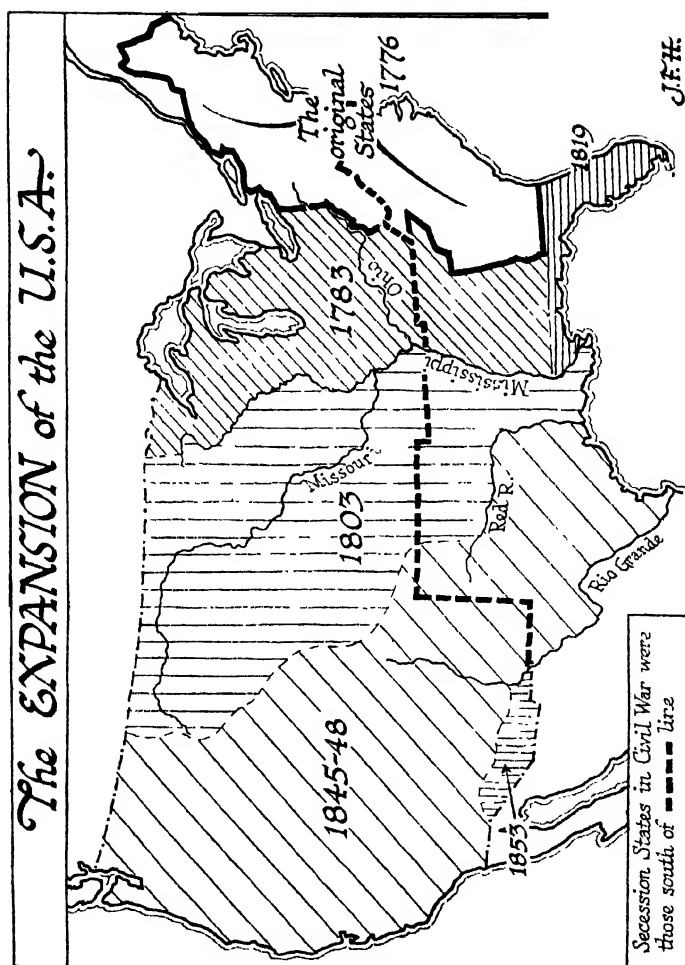 The EXPANSION of the U.S.A.
The
original
States
1776
1783
Ohio
Mississippi
Missouri
1803
Red R.
Rio Grande
1845-48
1853
1819
Secession States in Civil War were
those south of line
J.F.H.